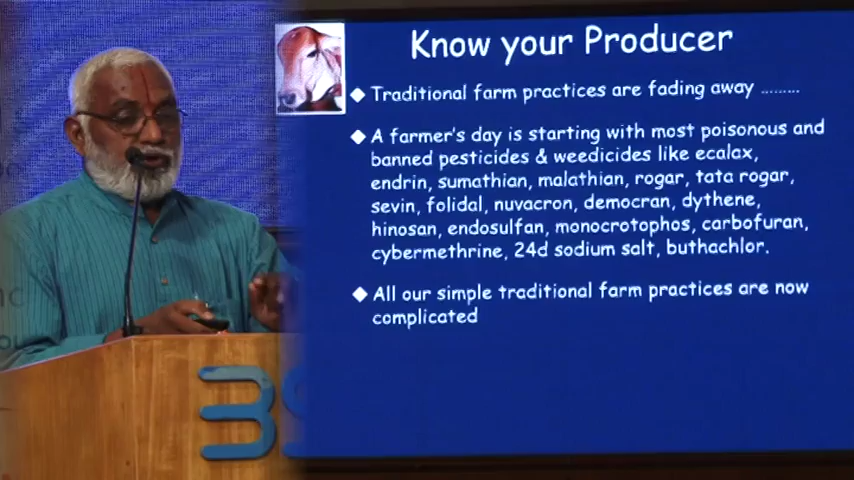 Know your Producer
◆ Traditional farm practices are fading away ........
◆ A farmer's day is starting with most poisonous and
banned pesticides & weedicides like ecalax,
endrin, sumathian, malathian, rogar, tata rogar,
sevin, folidal, nuvacron, democran, dythene,
hinosan, endosulfan, monocrotophos, carbofuran,
cybermethrine, 24d sodium salt, buthachlor.
◆ All our simple traditional farm practices are now
complicated